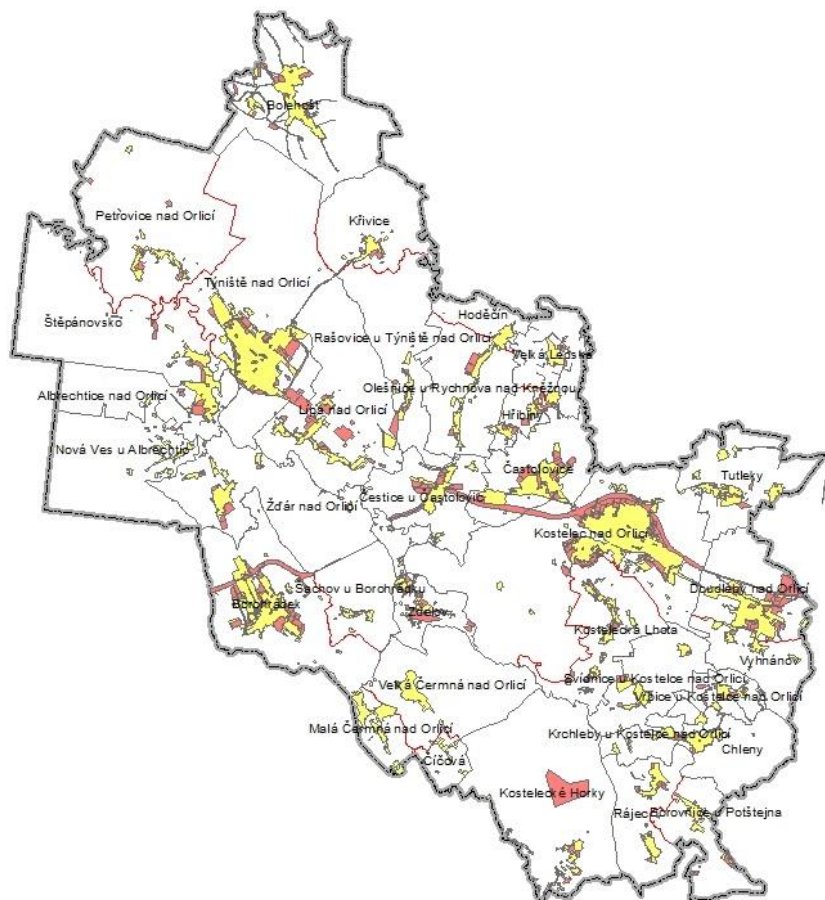 Bolehošť
Petrovice nad Orlicí
Křivice
Týniště nad Orlicí
Štěpánovsko
Hoděčín
Rašovice u Týniště nad Orlicí
Velká Ledská
Albrechtice nad Orlicí
Olešnice u Rychnova nad Kněžnou
Lípa nad Orlicí
Hřibiny
Nová Ves u Albrechtic
Častolovice
Tutleky
Čestice u Častolovic
Žďár nad Orlicí
Kostelec nad Orlicí
Šachov u Borohrádku
Doudleby nad Orlicí
Borohrádek
Zdelov
Kostelecká Lhota
Vyhnánov
Velká Čermná nad Orlicí
Svídnice u Kostelce nad Orlicí
Vrbice u Kostelce nad Orlicí
Malá Čermná nad Orlicí
Krchleby u Kostelce nad Orlicí
Chleny
Číčová
Kostelecké Horky
Rájec
Borovnice u Potštejna